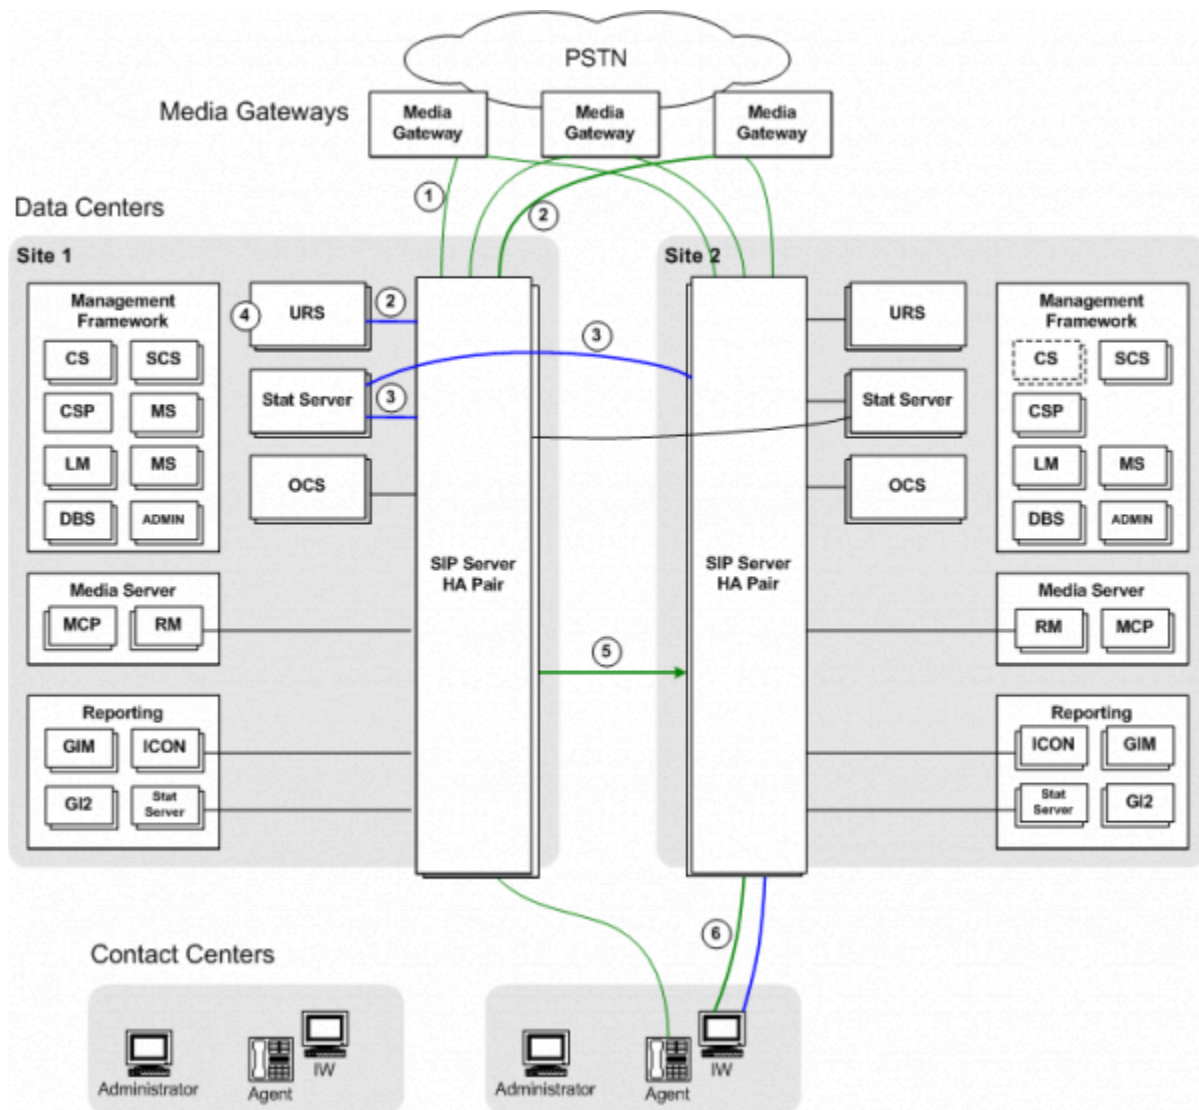 PSTN
Media Gateways
Media
Gateway
Media
Gateway
Media
Gateway
1
2
Data Centers
Site 1
Management
Framework
CS
SCS
CSP
MS
LM
MS
DBS
ADMIN
4
URS
2
Stat Server
3
OCS
Media Server
MCP
RM
Reporting
GIM
ICON
GI2
Stat
Server
SIP Server
HA Pair
3
5
Site 2
SIP Server
HA Pair
URS
Stat Server
OCS
Management
Framework
CS
SCS
CSP
LM
MS
DBS
ADMIN
Media Server
RM
MCP
Reporting
ICON
GIM
Stat
Server
GI2
6
Contact Centers
Administrator
Agent
IW
Administrator
Agent
IW